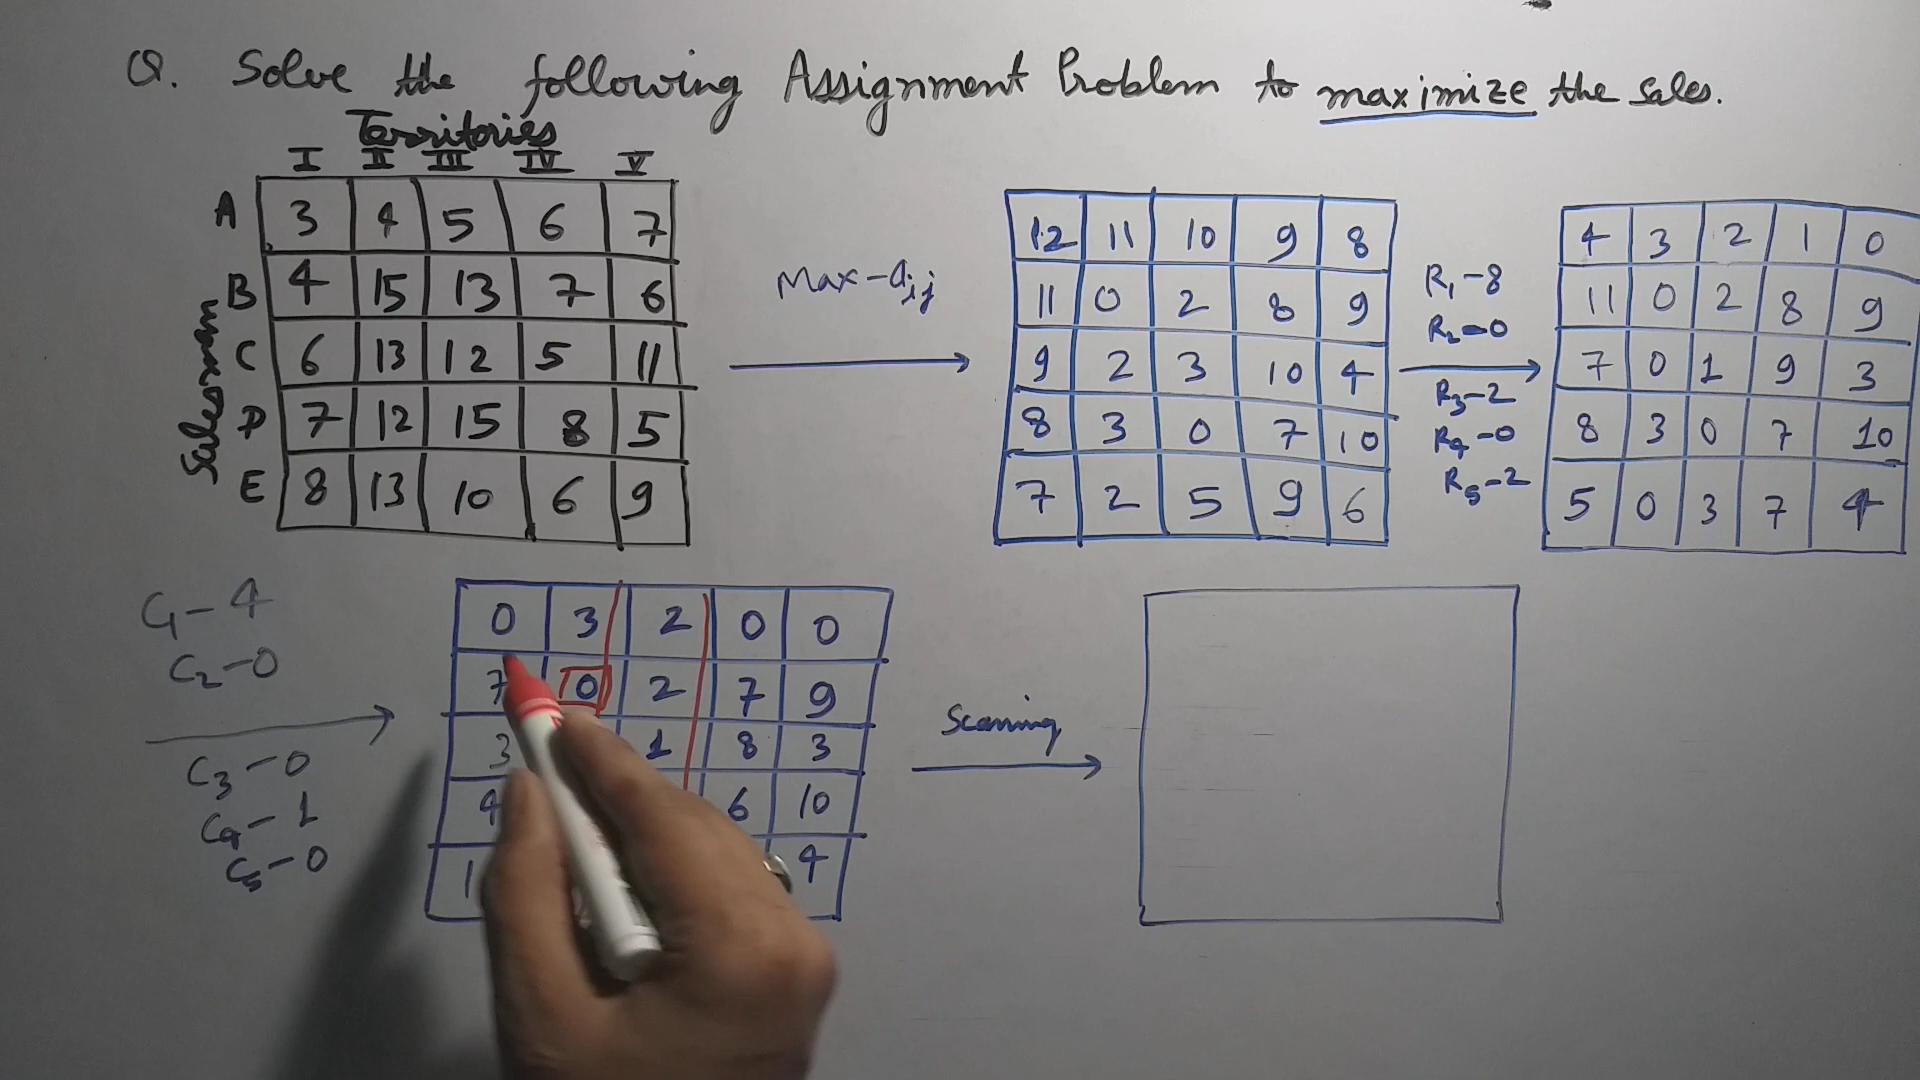 Q. Solve the following Assignment Problem to maximize the sales.
Territories
I II III IV V
Salesman
A 3 4 5 6 7
B 4 15 13 7 6
C 6 13 12 5 11
D 7 12 15 8 5
E 8 13 10 6 9
Max - aij
12 11 10 9 8
11 0 2 8 9
9 2 3 10 4
8 3 0 7 10
7 2 5 9 6
R1-8
R2-0
R3-2
R4-0
R5-2
4 3 2 1 0
11 0 2 8 9
7 0 1 9 3
8 3 0 7 10
5 0 3 7 4
C1-4
C2-0
C3-0
C4-1
C5-0
0 3 2 0 0
7 0 2 7 9
3 1 8 3
4 6 10
1 4
Scanning